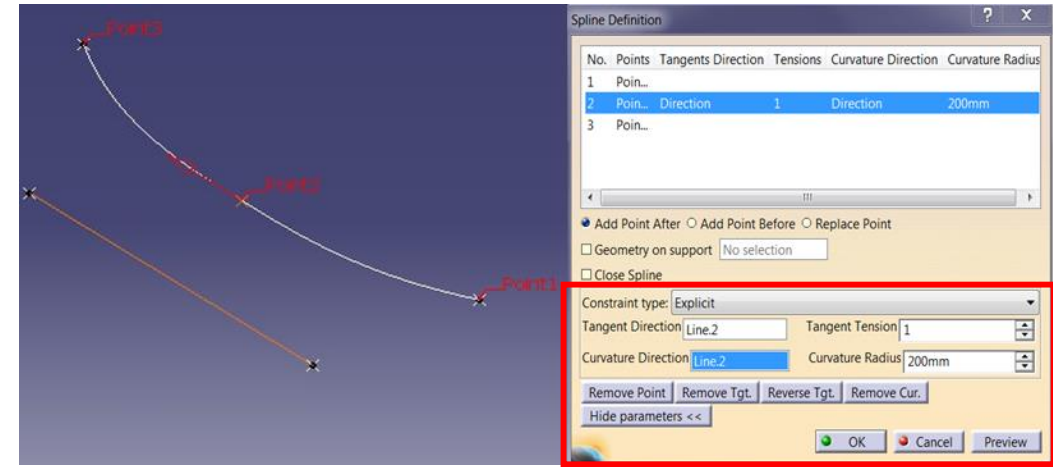 Point3
Point2
Point1
Spline Definition ? X
No. Points Tangents Direction Tensions Curvature Direction Curvature Radius
1 Poin...
2 Poin... Direction 1 Direction 200mm
3 Poin...
Add Point After Add Point Before Replace Point
Geometry on support No selection
Close Spline
Constraint type: Explicit
Tangent Direction Line.2 Tangent Tension 1
Curvature Direction Line.2 Curvature Radius 200mm
Remove Point Remove Tgt. Reverse Tgt. Remove Cur.
Hide parameters <<
OK Cancel Preview